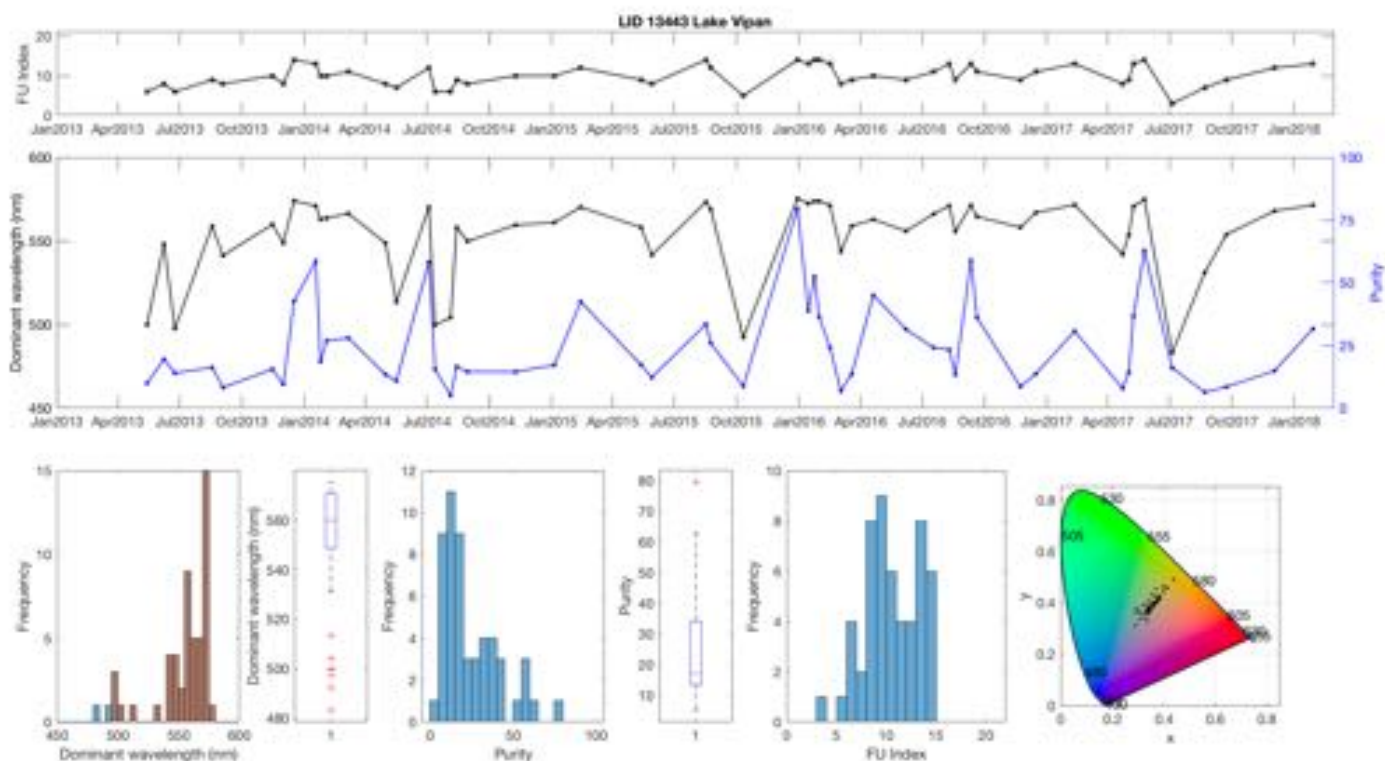 LID 13443 Lake Vipan
FU Index
20
10
0
Jan2013 Apr2013 Jul2013 Oct2013 Jan2014 Apr2014 Jul2014 Oct2014 Jan2015 Apr2015 Jul2015 Oct2015 Jan2016 Apr2016 Jul2016 Oct2016 Jan2017 Apr2017 Jul2017 Oct2017 Jan2018
Dominant wavelength (nm)
600
550
500
450
100
75
50
25
0
Purity
Jan2013 Apr2013 Jul2013 Oct2013 Jan2014 Apr2014 Jul2014 Oct2014 Jan2015 Apr2015 Jul2015 Oct2015 Jan2016 Apr2016 Jul2016 Oct2016 Jan2017 Apr2017 Jul2017 Oct2017 Jan2018
Frequency
15
10
5
0
450 500 550 600
Dominant wavelength (nm)
Dominant wavelength (nm)
560
540
520
500
480
1
Frequency
12
10
8
6
4
2
0
0 50 100
Purity
Purity
80
70
60
50
40
30
20
10
1
Frequency
10
8
6
4
2
0
0 5 10 15 20
FU Index
y
0.8
0.6
0.4
0.2
0
530
505
555
580
0 0.2 0.4 0.6 0.8
x